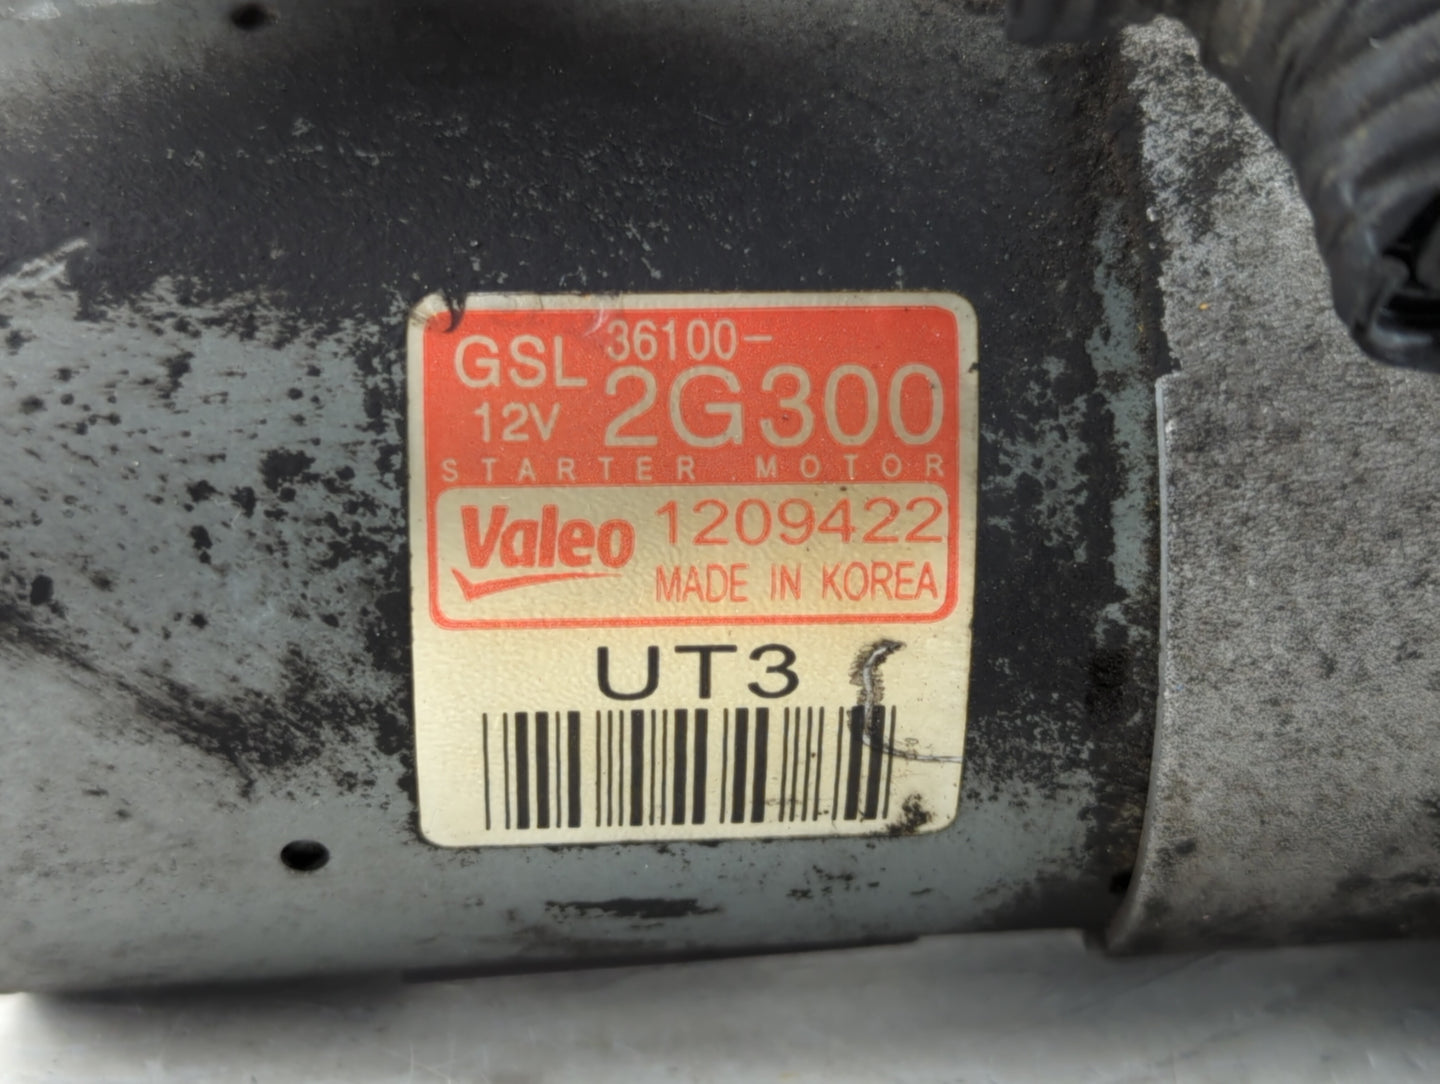 GSL 36100-
12V 2G300
STARTER MOTOR
Valeo 1209422
MADE IN KOREA
UT3